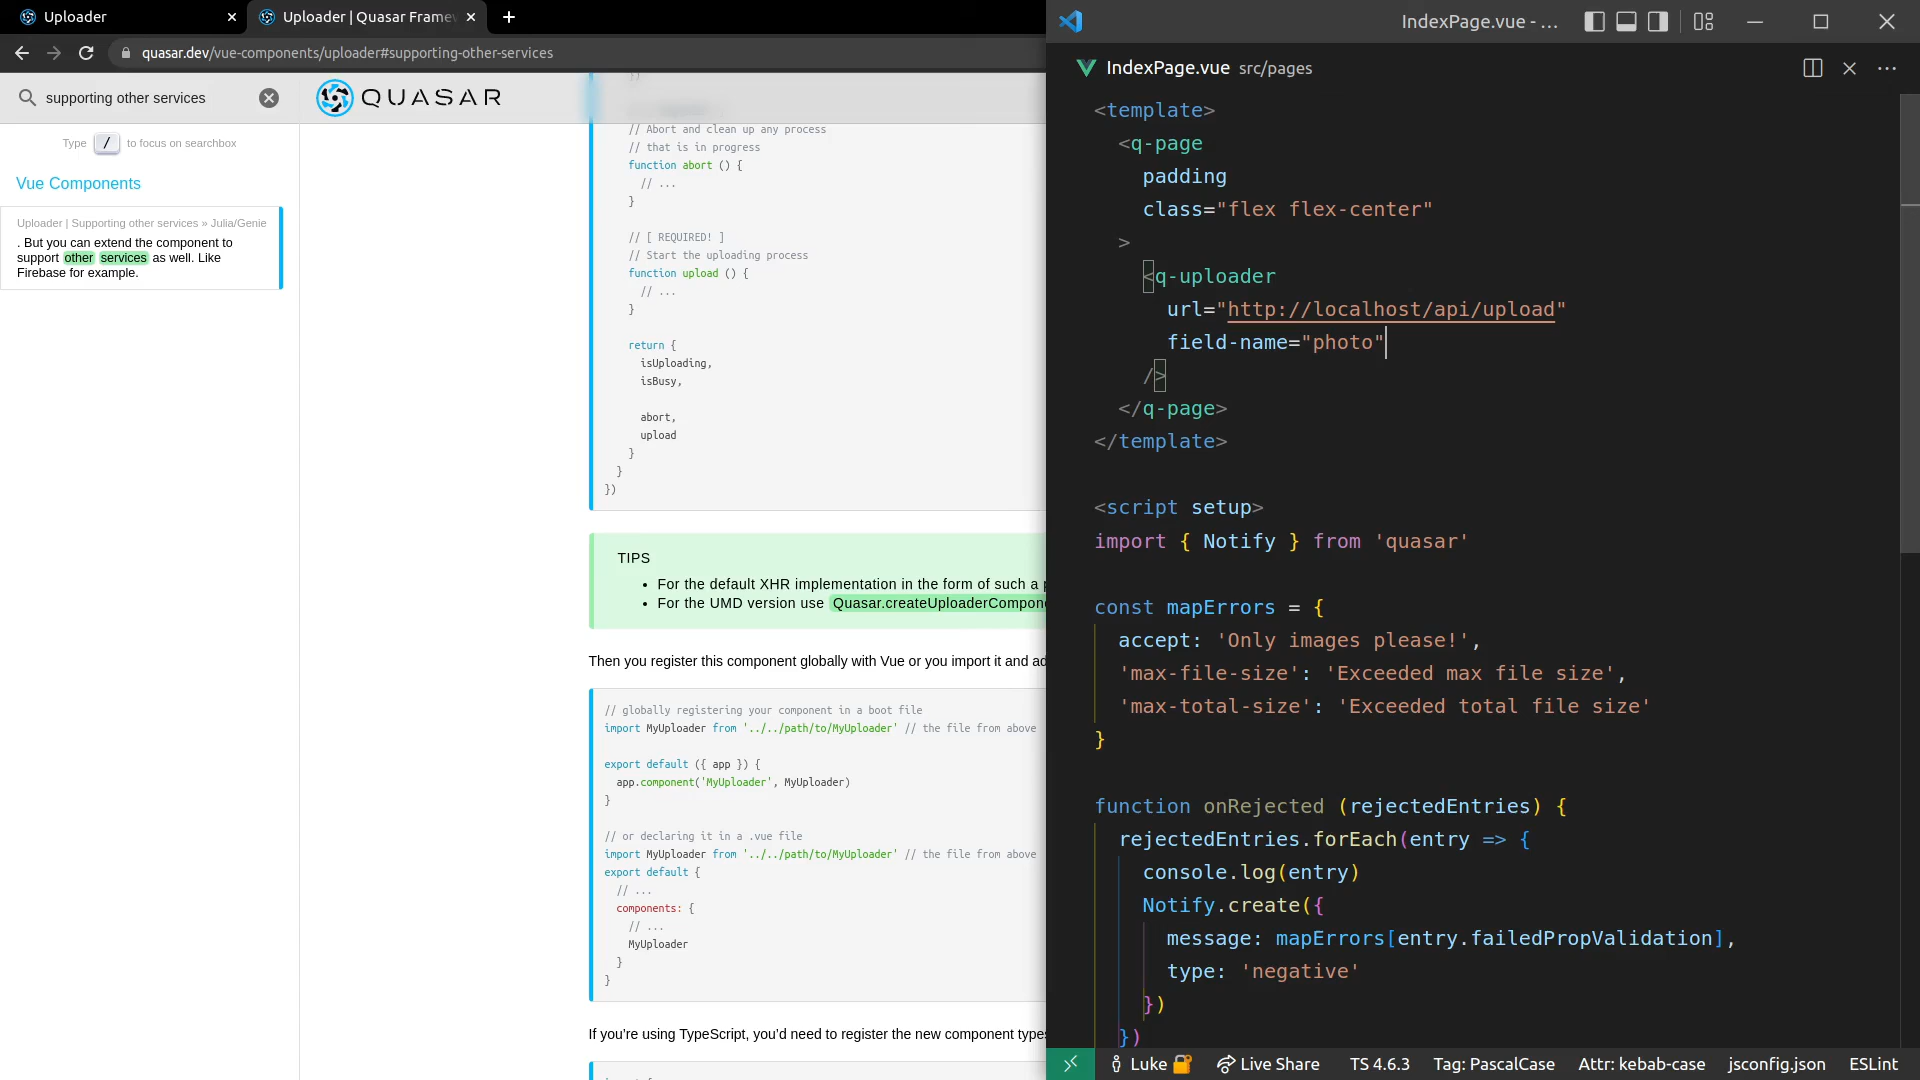 Uploader
Uploader | Quasar Frame
quasar.dev/vue-components/uploader#supporting-other-services
supporting other services
QUASAR
Type / to focus on searchbox
Vue Components
Uploader | Supporting other services » Julia/Genie
. But you can extend the component to
support other services as well. Like
Firebase for example.
// Abort and clean up any process
// that is in progress
function abort () {
// ...
}
// [ REQUIRED! ]
// Start the uploading process
function upload () {
// ...
}
return {
isUploading,
isBusy,
abort,
upload
}
}
})
TIPS
• For the default XHR implementation in the form of such a
• For the UMD version use Quasar.createUploaderCompon
Then you register this component globally with Vue or you import it and ad
// globally registering your component in a boot file
import MyUploader from '../../path/to/MyUploader' // the file from above
export default ({ app }) {
app.component('MyUploader', MyUploader)
}
// or declaring it in a .vue file
import MyUploader from '../../path/to/MyUploader' // the file from above
export default {
// ...
components: {
// ...
MyUploader
}
}
If you're using TypeScript, you'd need to register the new component type
IndexPage.vue - ...
IndexPage.vue src/pages
<template>
<q-page
padding
class="flex flex-center"
>
<q-uploader
url="http://localhost/api/upload"
field-name="photo"
/>
</q-page>
</template>
<script setup>
import { Notify } from 'quasar'
const mapErrors = {
accept: 'Only images please!',
'max-file-size': 'Exceeded max file size',
'max-total-size': 'Exceeded total file size'
}
function onRejected (rejectedEntries) {
rejectedEntries.forEach(entry => {
console.log(entry)
Notify.create({
message: mapErrors[entry.failedPropValidation],
type: 'negative'
})
})
Luke Live Share TS 4.6.3 Tag: PascalCase Attr: kebab-case jsconfig.json ESLint